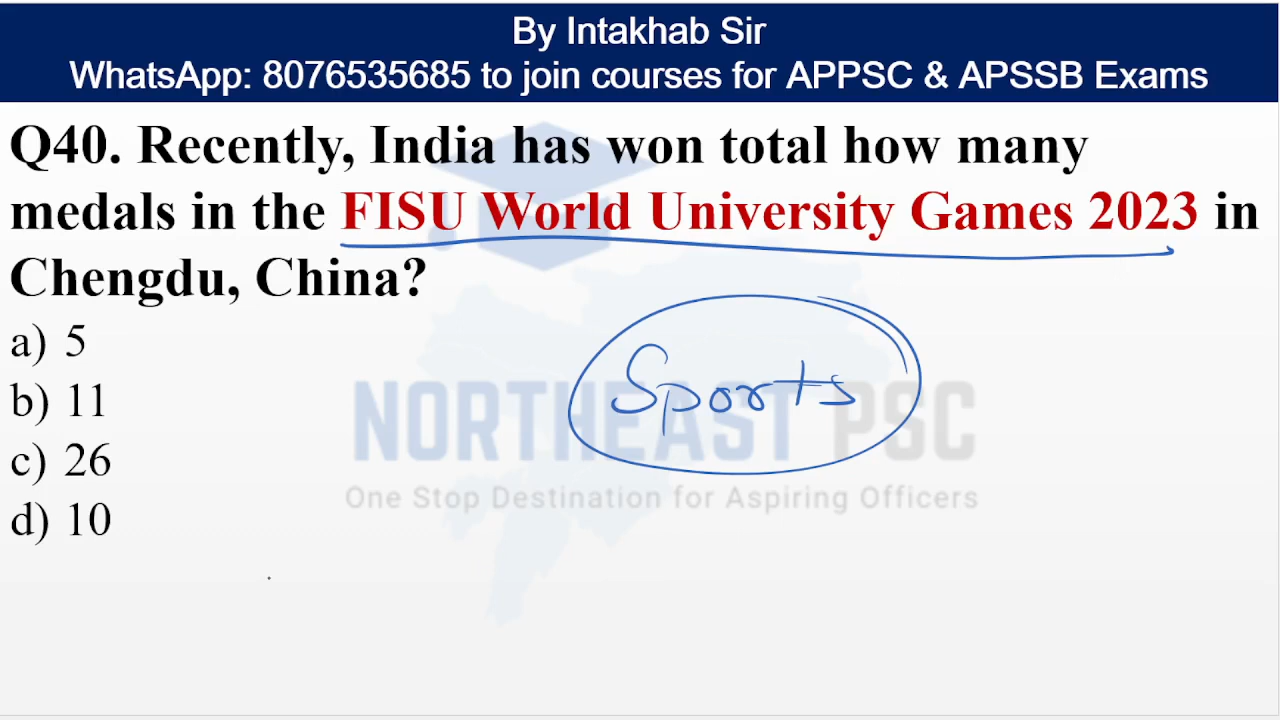 By Intakhab Sir
WhatsApp: 8076535685 to join courses for APPSC & APSSB Exams
Q40. Recently, India has won total how many
medals in the FISU World University Games 2023 in
Chengdu, China?
a) 5
b) 11
c) 26
d) 10
Sports
NORTHEAST PSC
One Stop Destination for Aspiring Officers